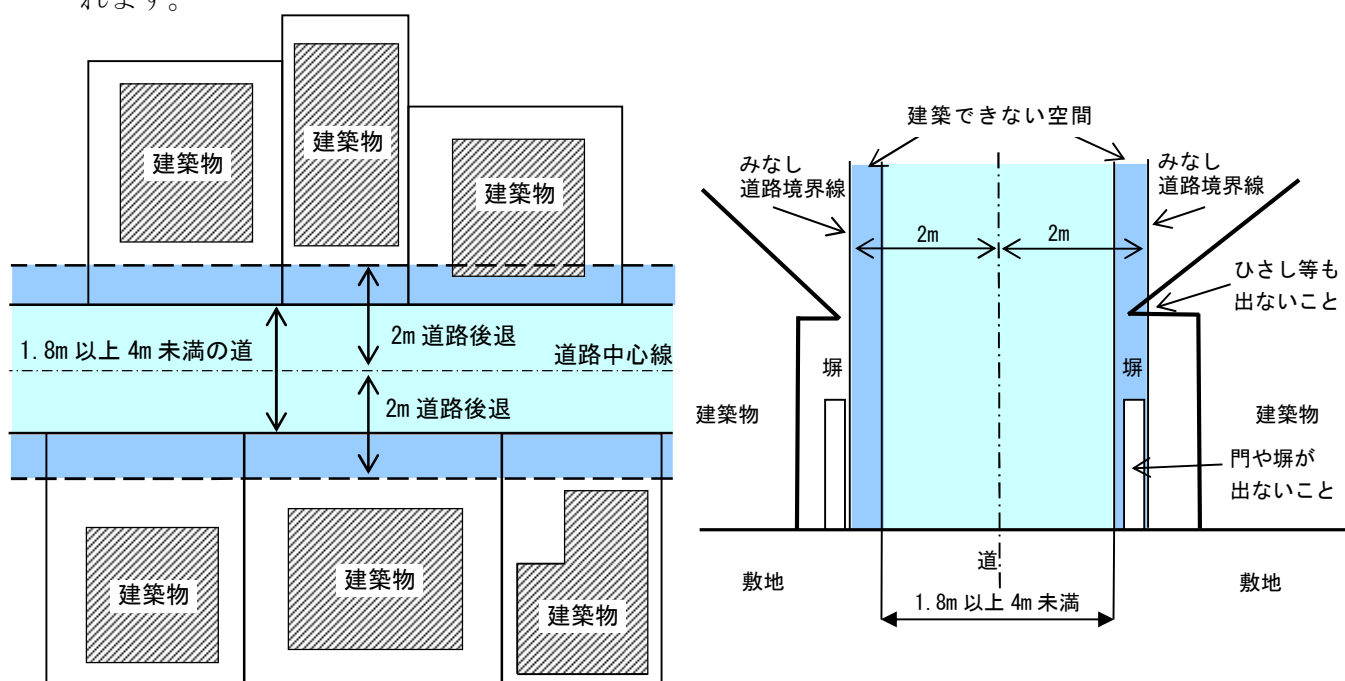 れます。
建築物
建築物
建築物
1.8m 以上 4m 未満の道
2m 道路後退
道路中心線
2m 道路後退
建築物
建築物
建築物
建築できない空間
みなし
道路境界線
みなし
道路境界線
2m
2m
ひさし等も
出ないこと
塀
塀
建築物
建築物
門や塀が
出ないこと
道
敷地
敷地
1.8m 以上 4m 未満